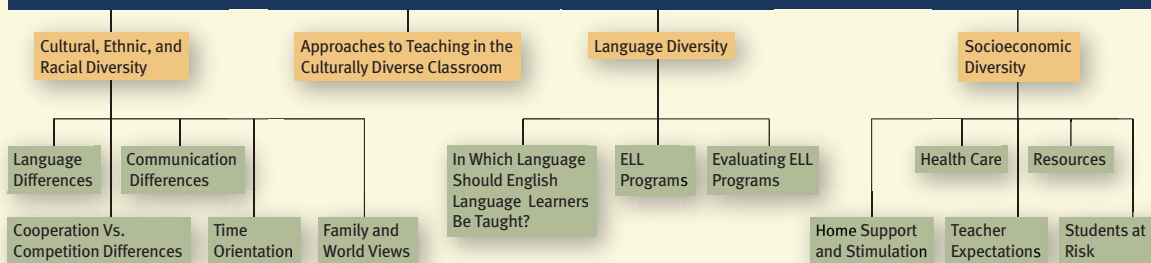 Cultural, Ethnic, and
Racial Diversity
Approaches to Teaching in the
Culturally Diverse Classroom
Language Diversity
Socioeconomic
Diversity
Language
Differences
Communication
Differences
Cooperation Vs.
Competition Differences
Time
Orientation
Family and
World Views
In Which Language
Should English
Language Learners
Be Taught?
ELL
Programs
Evaluating ELL
Programs
Health Care
Resources
Home Support
and Stimulation
Teacher
Expectations
Students at
Risk